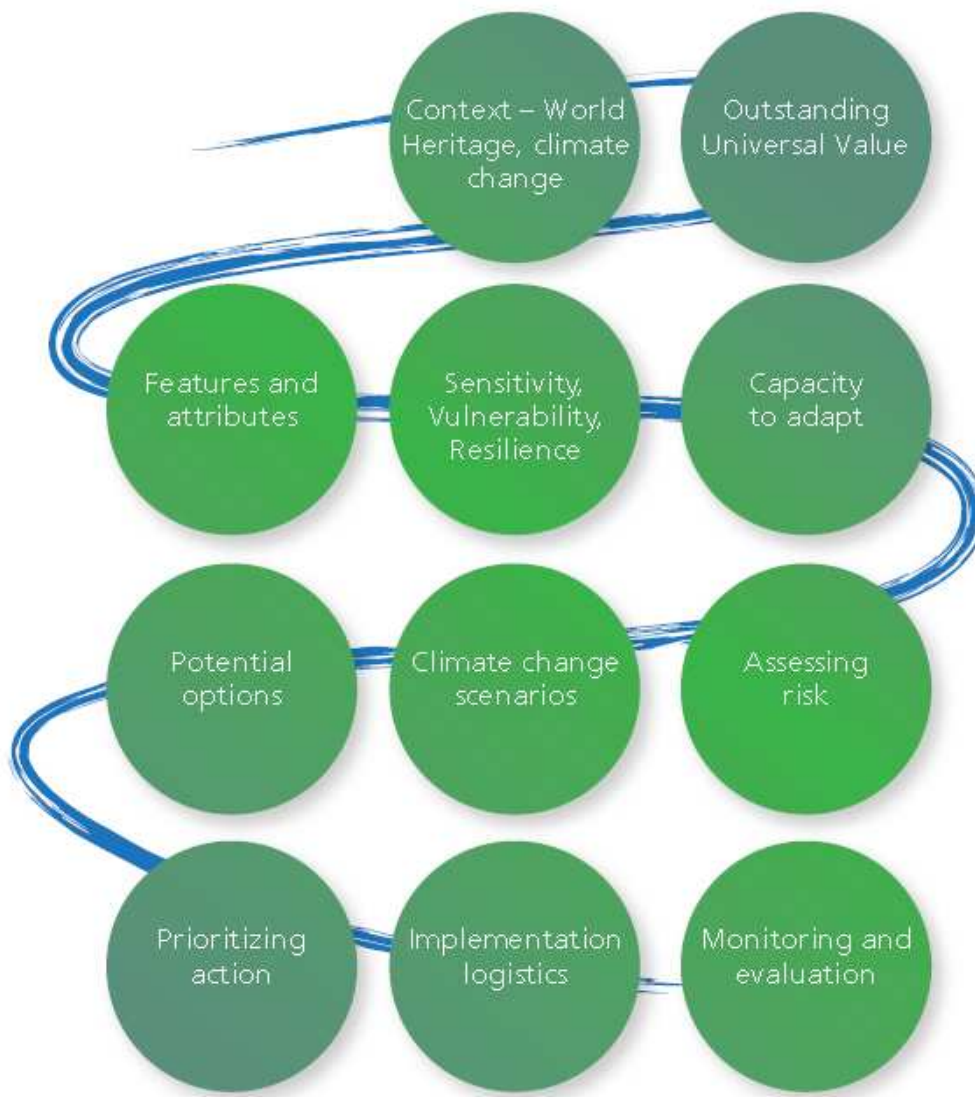 Context – World
Heritage, climate
change
Outstanding
Universal Value
Features and
attributes
Sensitivity,
Vulnerability,
Resilience
Capacity
to adapt
Potential
options
Climate change
scenarios
Assessing
risk
Prioritizing
action
Implementation
logistics
Monitoring and
evaluation